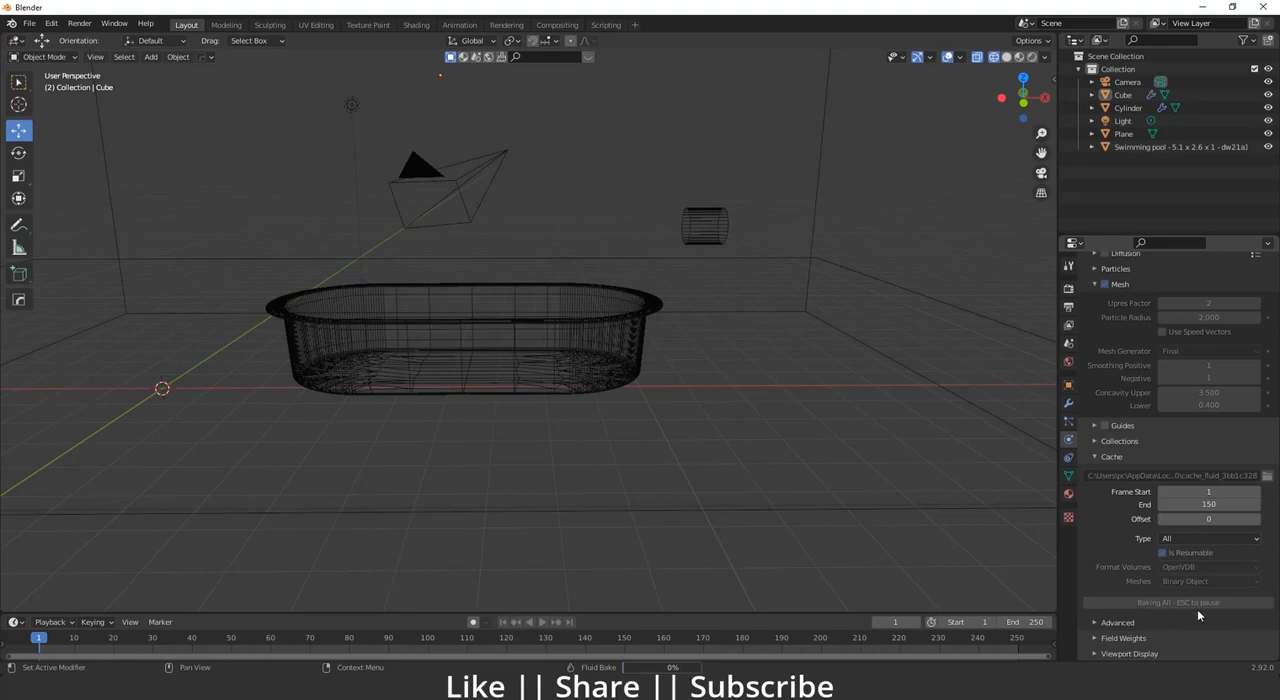 Blender
File Edit Render Window Help Layout Modeling Sculpting UV Editing Texture Paint Shading Animation Rendering Compositing Scripting + Scene View Layer
Orientation: Default Drag: Select Box Global Options
Object Mode View Select Add Object
User Perspective
(2) Collection | Cube
Z
X
Scene Collection
Collection
Camera
Cube
Cylinder
Light
Plane
Swimming pool - 5.1 x 2.6 x 1 - dw21a1
Diffusion
Particles
Mesh
Upres Factor 2
Particle Radius 2.000
Use Speed Vectors
Mesh Generator Final
Smoothing Positive 1
Negative 1
Concavity Upper 3.500
Lower 0.400
Guides
Collections
Cache
C:\Users\pc\AppData\Loc...0\cache_fluid_3bb1c328
Frame Start 1
End 150
Offset 0
Type All
Is Resumable
Format Volumes OpenVDB
Meshes Binary Object
Baking All - ESC to pause
Advanced
Field Weights
Viewport Display
Playback Keying View Marker 1 Start 1 End 250
1 10 20 30 40 50 60 70 80 90 100 110 120 130 140 150 160 170 180 190 200 210 220 230 240 250
Set Active Modifier Pan View Context Menu Fluid Bake 0% 2.92.0
Like || Share || Subscribe